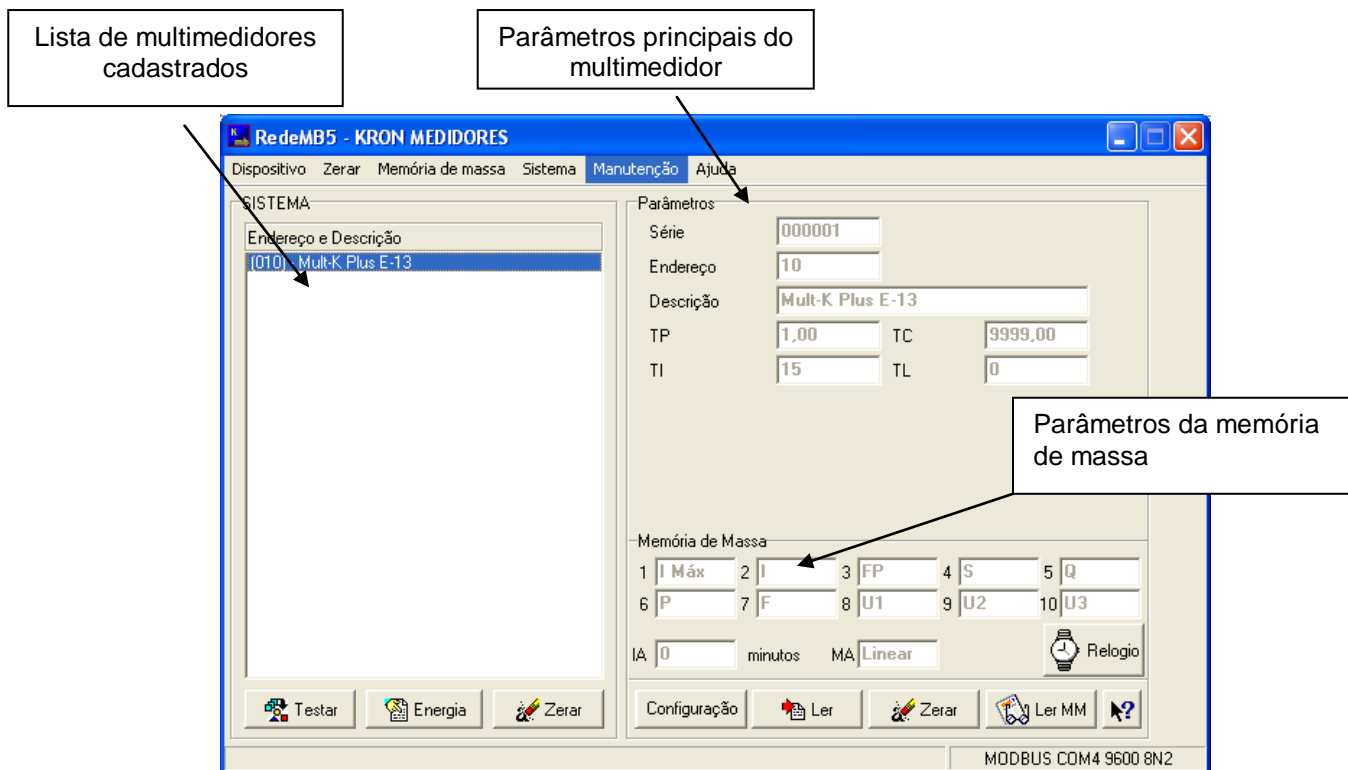 Lista de multimedidores
cadastrados
Parâmetros principais do
multimedidor
RedeMB5 - KRON MEDIDORES
Dispositivo Zerar Memória de massa Sistema Manutenção Ajuda
SISTEMA
Endereço e Descrição
(010) - Mult-K Plus E-13
Parâmetros
Série 000001
Endereço 10
Descrição Mult-K Plus E-13
TP 1,00 TC 9999,00
TI 15 TL 0
Parâmetros da memória
de massa
Memória de Massa
1 I Máx 2 I 3 FP 4 S 5 Q
6 P 7 F 8 U1 9 U2 10 U3
IA 0 minutos MA Linear Relogio
Testar Energia Zerar Configuração Ler Zerar Ler MM
MODBUS COM4 9600 8N2